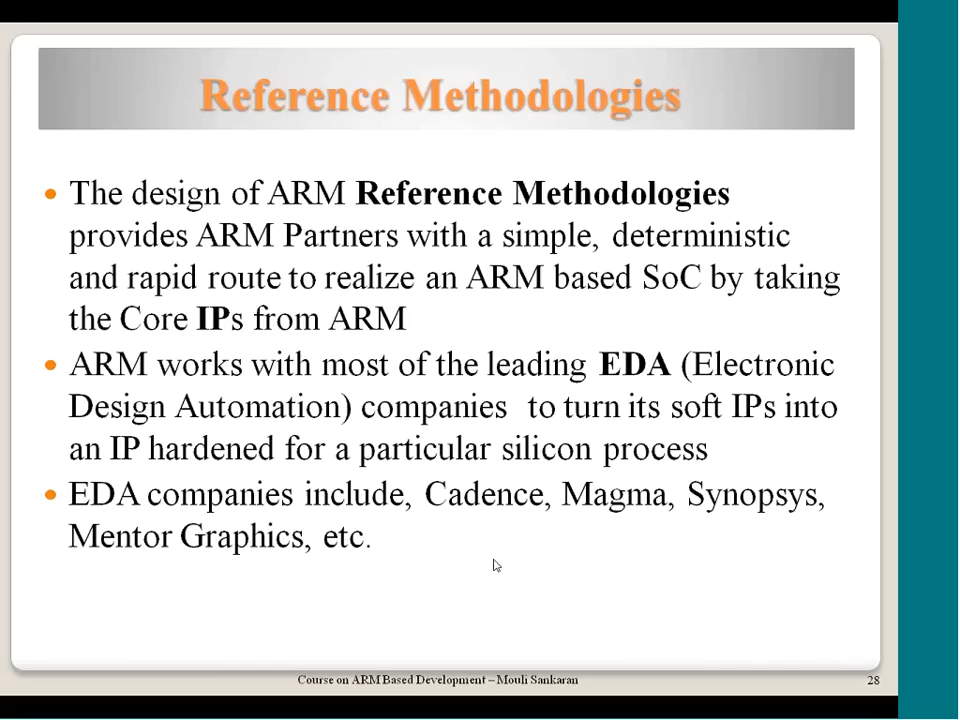 Reference Methodologies
The design of ARM Reference Methodologies
provides ARM Partners with a simple, deterministic
and rapid route to realize an ARM based SoC by taking
the Core IPs from ARM
ARM works with most of the leading EDA (Electronic
Design Automation) companies to turn its soft IPs into
an IP hardened for a particular silicon process
EDA companies include, Cadence, Magma, Synopsys,
Mentor Graphics, etc.
Course on ARM Based Development – Mouli Sankaran
28